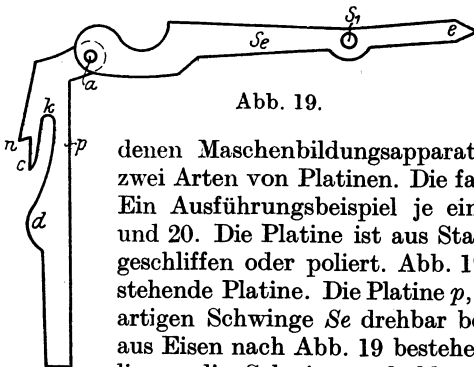 S₁
Se
e
a
Abb. 19.
k
n
p
c
d
denen Maschenbildungsapparat
zwei Arten von Platinen. Die fa
Ein Ausführungsbeispiel je ein
und 20. Die Platine ist aus Sta
geschliffen oder poliert. Abb. 1
stehende Platine. Die Platine p,
artigen Schwinge Se drehbar be
aus Eisen nach Abb. 19 bestehe